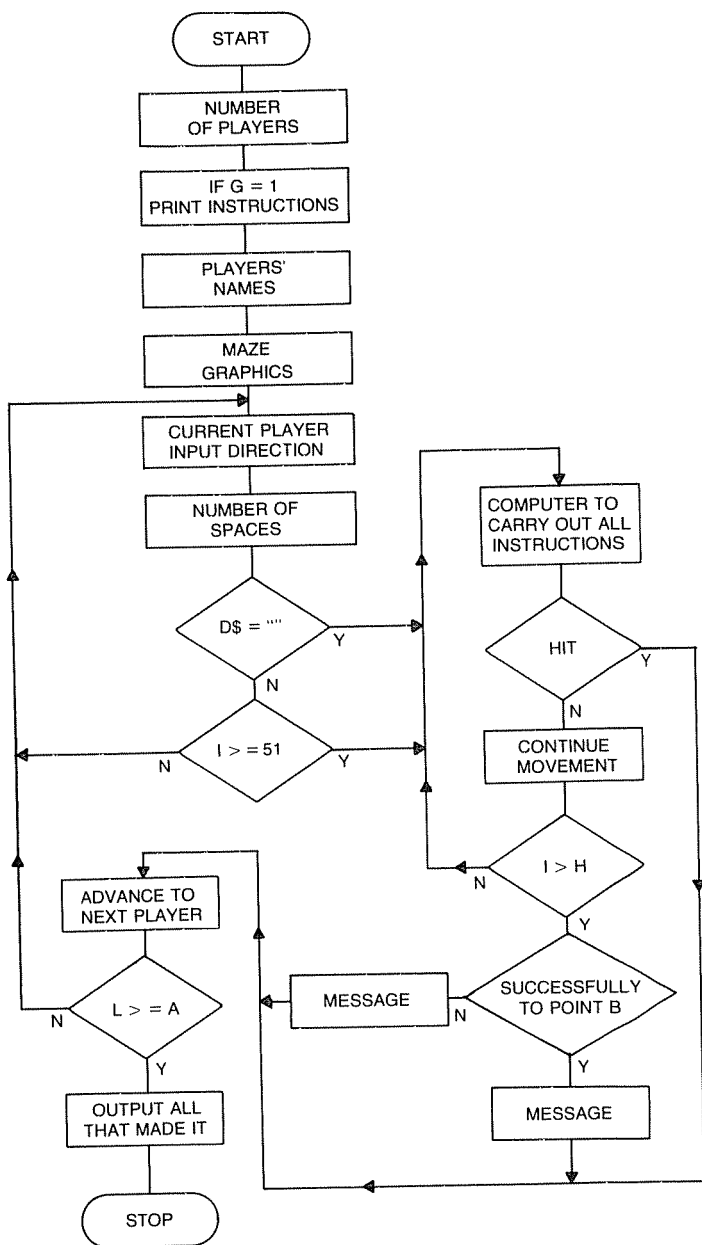 START
NUMBER
OF PLAYERS
IF G = 1
PRINT INSTRUCTIONS
PLAYERS'
NAMES
MAZE
GRAPHICS
CURRENT PLAYER
INPUT DIRECTION
NUMBER OF
SPACES
D$ = ""
Y
N
I > = 51
N
Y
COMPUTER TO
CARRY OUT ALL
INSTRUCTIONS
HIT
Y
N
CONTINUE
MOVEMENT
I > H
N
Y
SUCCESSFULLY
TO POINT B
N
Y
MESSAGE
MESSAGE
ADVANCE TO
NEXT PLAYER
L > = A
N
Y
OUTPUT ALL
THAT MADE IT
STOP